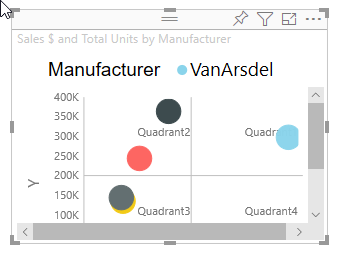 Sales $ and Total Units by Manufacturer
Manufacturer VanArsdel
400K
350K
Quadrant2
300K
250K
200K
150K
100K
Quadrant3
Quadrant4
Y